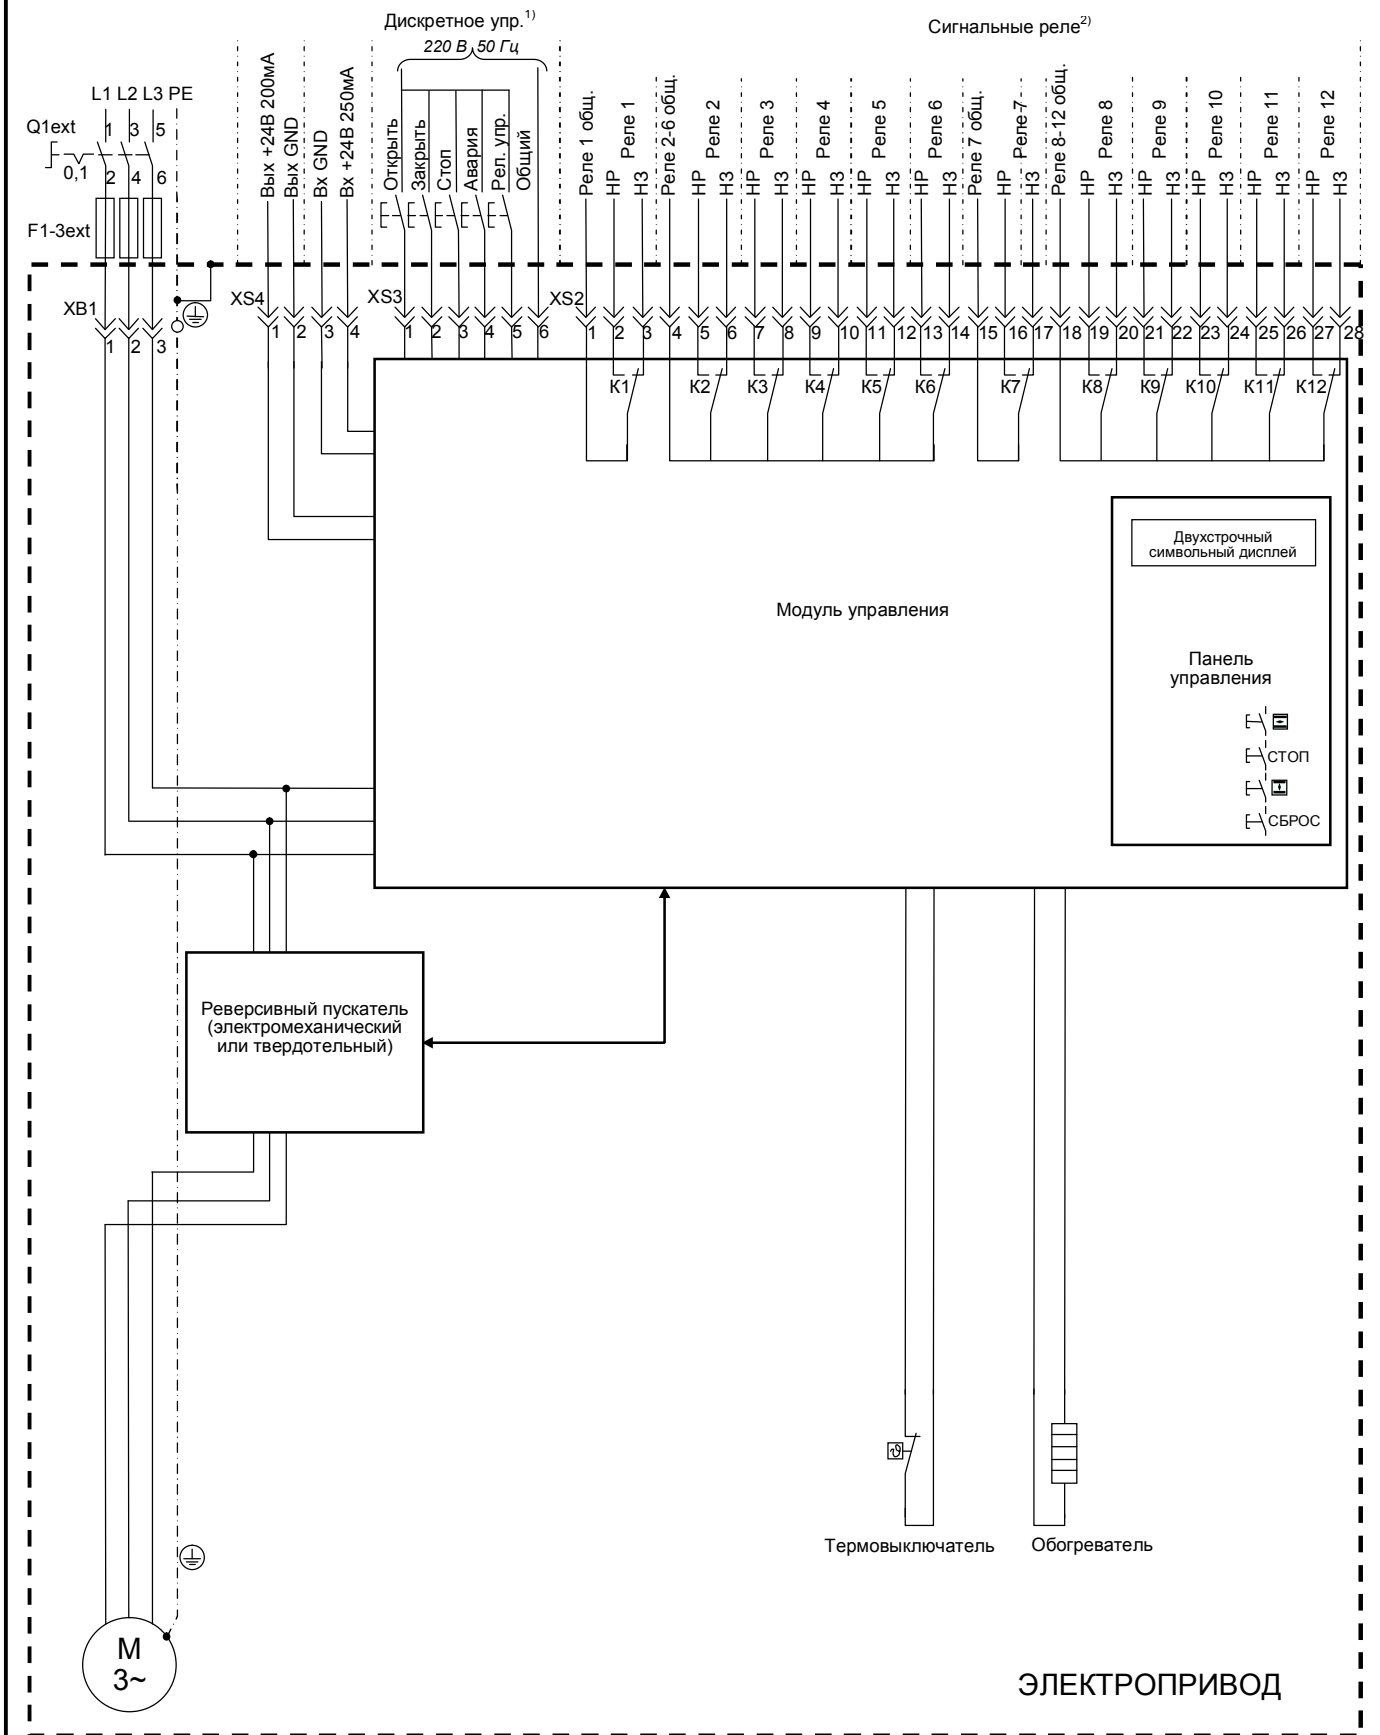 Дискретное упр.1)
220 В, 50 Гц
Сигнальные реле2)
L1 L2 L3 PE
Q1ext
1 3 5
0,1
2 4 6
F1-3ext
Вых +24В 200мА
Вых GND
Вх GND
Вх +24В 250мА
Открыть
Закрыть
Стоп
Авария
Рел. упр.
Общий
Реле 1 общ.
НР Реле 1 НЗ
Реле 2-6 общ.
НР Реле 2 НЗ
НР Реле 3 НЗ
НР Реле 4 НЗ
НР Реле 5 НЗ
НР Реле 6 НЗ
Реле 7 общ.
НР Реле 7 НЗ
Реле 8-12 общ.
НР Реле 8 НЗ
НР Реле 9 НЗ
НР Реле 10 НЗ
НР Реле 11 НЗ
НР Реле 12 НЗ
XB1
1 2 3
XS4
1 2 3 4
XS3
1 2 3 4 5 6
XS2
1 2 3 4 5 6 7 8 9 10 11 12 13 14 15 16 17 18 19 20 21 22 23 24 25 26 27 28
К1 К2 К3 К4 К5 К6 К7 К8 К9 К10 К11 К12
Двухстрочный
символьный дисплей
Модуль управления
Панель
управления
СТОП
СБРОС
Реверсивный пускатель
(электромеханический
или твердотельный)
Термовыключатель
Обогреватель
М
3~
ЭЛЕКТРОПРИВОД